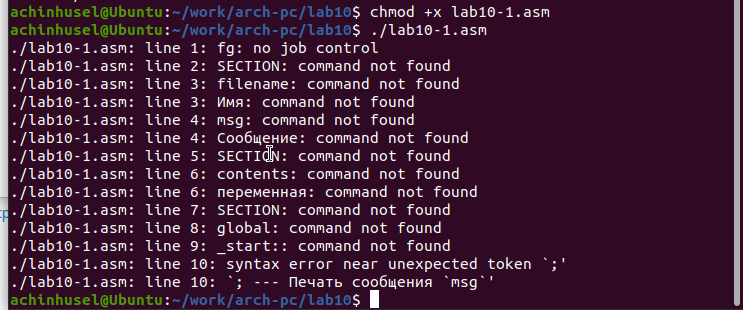 achinhusel@Ubuntu:~/work/arch-pc/lab10$ chmod +x lab10-1.asm
achinhusel@Ubuntu:~/work/arch-pc/lab10$ ./lab10-1.asm
./lab10-1.asm: line 1: fg: no job control
./lab10-1.asm: line 2: SECTION: command not found
./lab10-1.asm: line 3: filename: command not found
./lab10-1.asm: line 3: Имя: command not found
./lab10-1.asm: line 4: msg: command not found
./lab10-1.asm: line 4: Сообщение: command not found
./lab10-1.asm: line 5: SECTION: command not found
./lab10-1.asm: line 6: contents: command not found
./lab10-1.asm: line 6: переменная: command not found
./lab10-1.asm: line 7: SECTION: command not found
./lab10-1.asm: line 8: global: command not found
./lab10-1.asm: line 9: _start:: command not found
./lab10-1.asm: line 10: syntax error near unexpected token `;'
./lab10-1.asm: line 10: `; --- Печать сообщения `msg`'
achinhusel@Ubuntu:~/work/arch-pc/lab10$